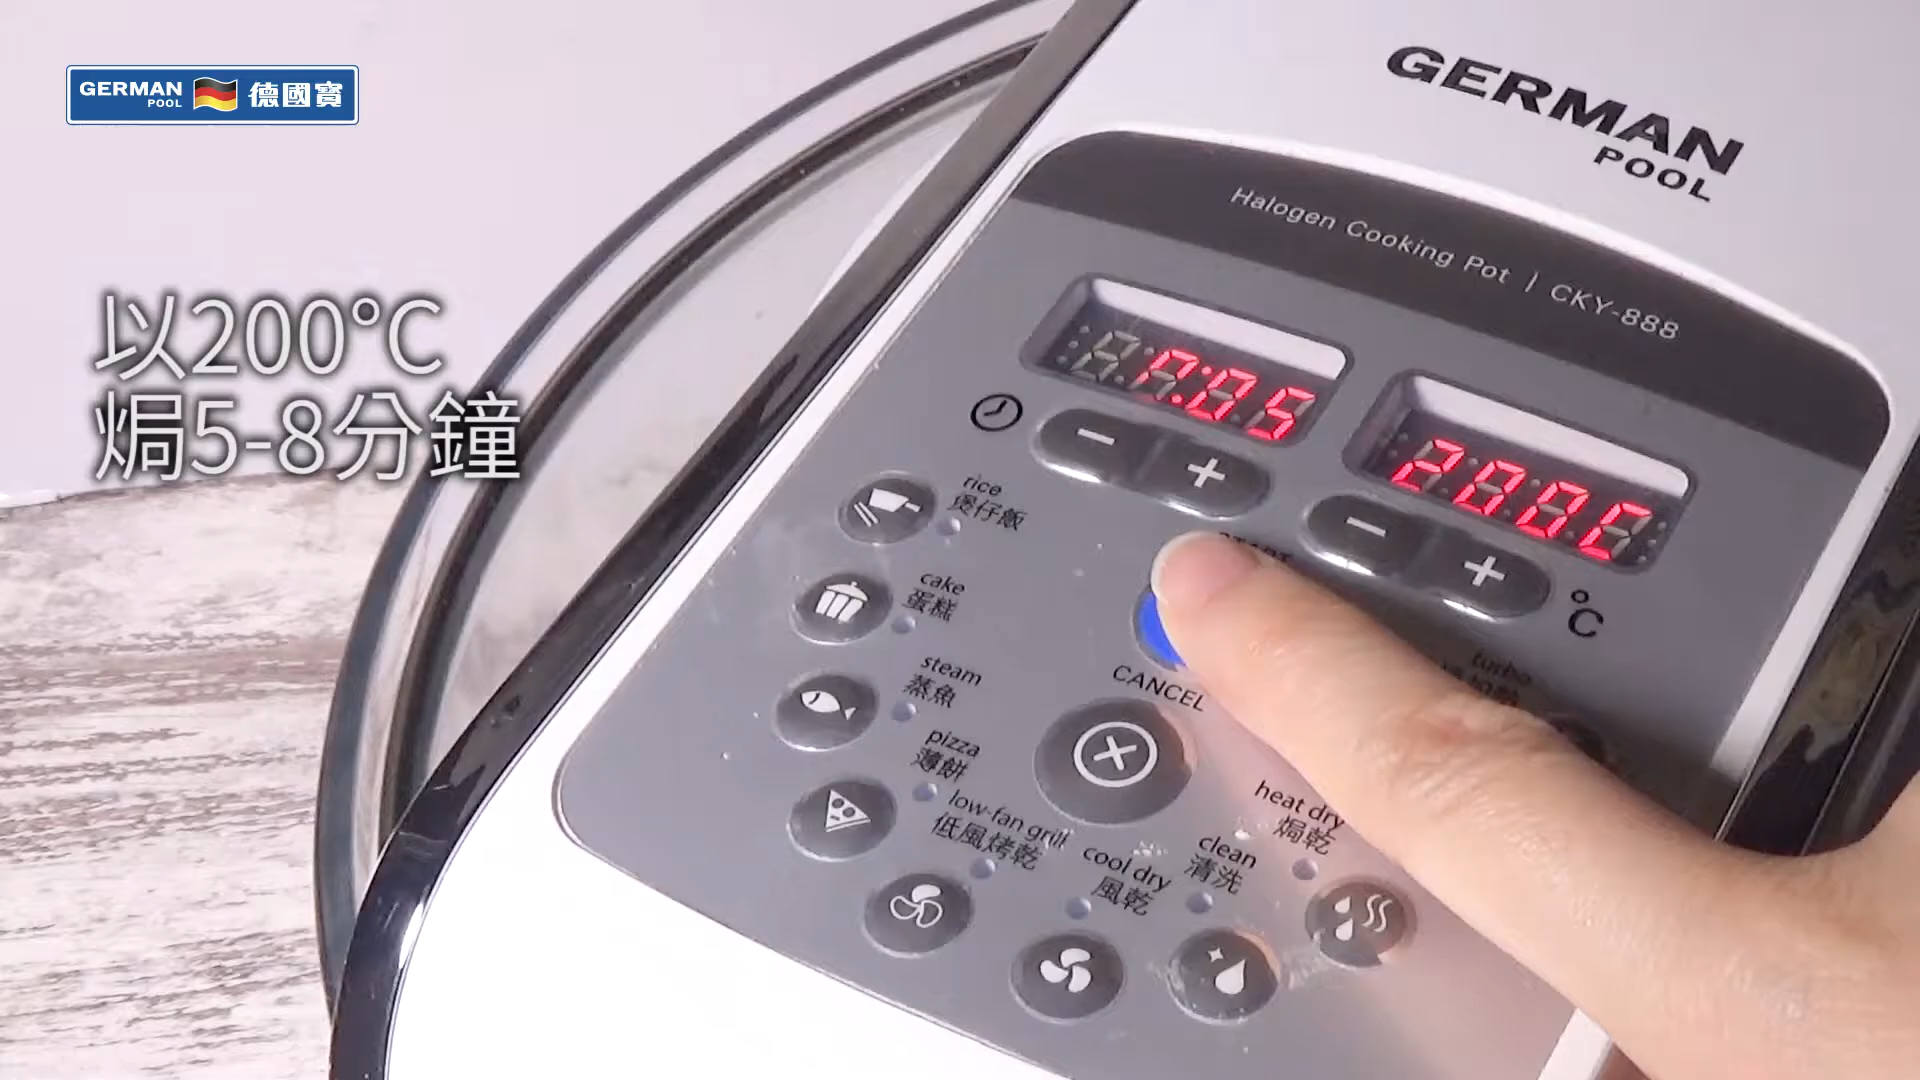 GERMAN
POOL
德國寶
以200°C
焗5-8分鐘
GERMAN
POOL
Halogen Cooking Pot | CKY-888
0:05
200C
°C
rice
煲仔飯
cake
蛋糕
steam
蒸魚
pizza
薄餅
low-fan grill
低風烤乾
cool dry
風乾
clean
清洗
heat dry
焗乾
CANCEL
turbo